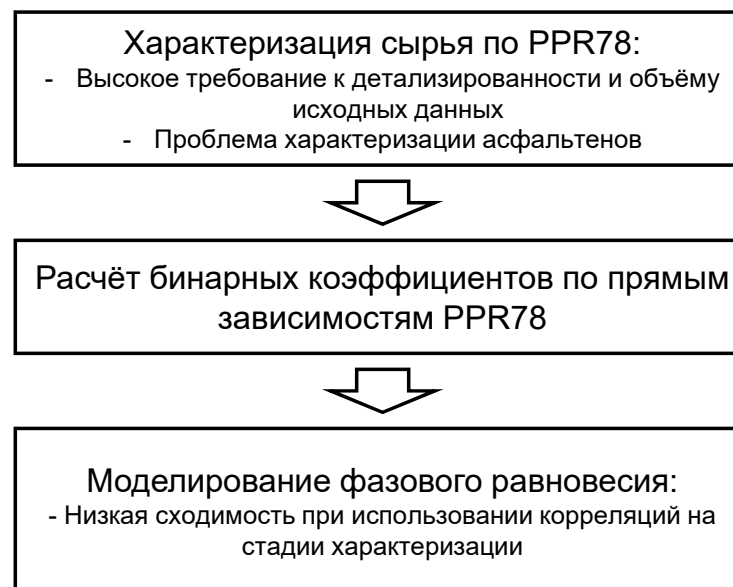 Характеризация сырья по PPR78:
- Высокое требование к детализированности и объёму
исходных данных
- Проблема характеризации асфальтенов
Расчёт бинарных коэффициентов по прямым
зависимостям PPR78
Моделирование фазового равновесия:
- Низкая сходимость при использовании корреляций на
стадии характеризации